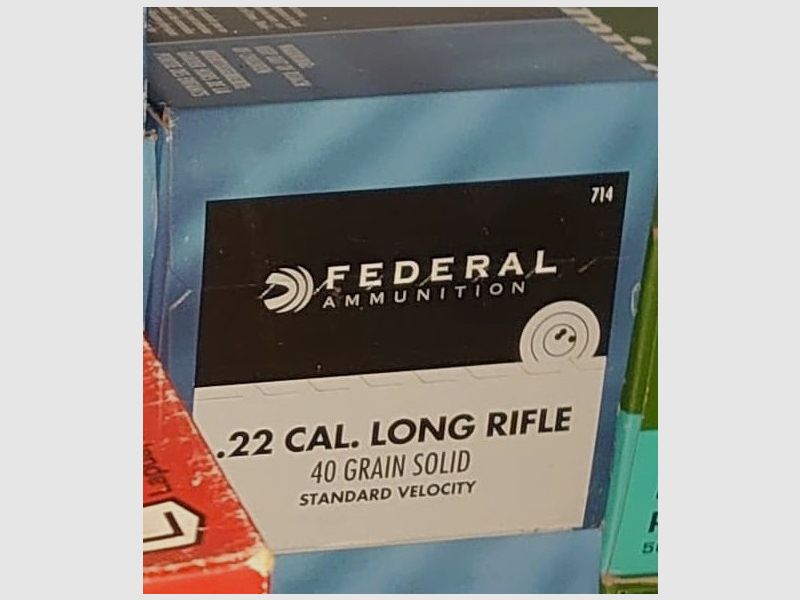 714
FEDERAL
AMMUNITION
.22 CAL. LONG RIFLE
40 GRAIN SOLID
STANDARD VELOCITY